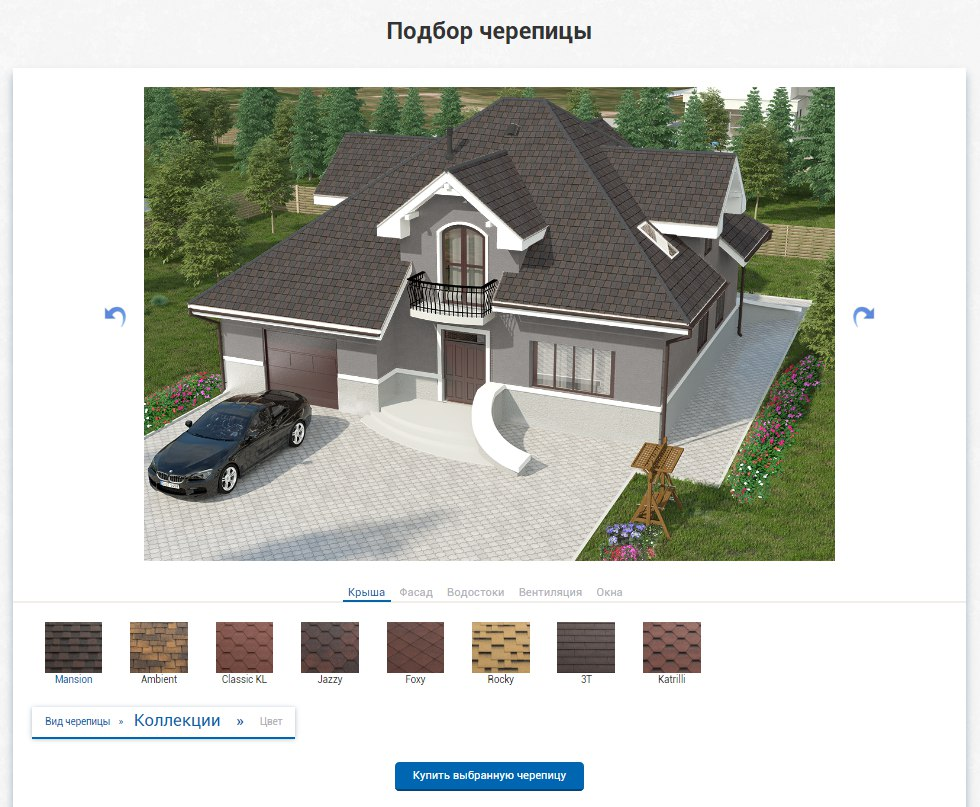 Подбор черепицы
Крыша Фасад Водостоки Вентиляция Окна
Mansion Ambient Classic KL Jazzy Foxy Rocky 3T Katrilli
Вид черепицы » Коллекции » Цвет
Купить выбранную черепицу